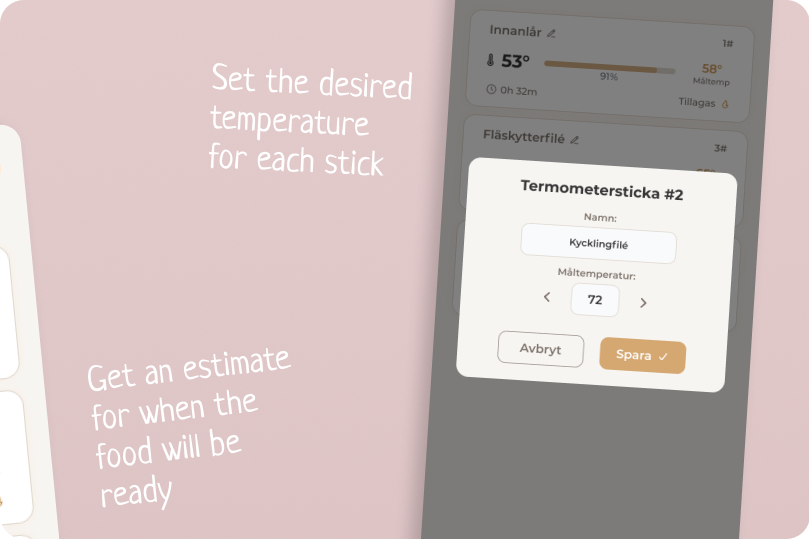 Set the desired
temperature
for each stick
Get an estimate
for when the
food will be
ready
Innanlår
1#
53°
91%
58°
Måltemp
0h 32m
Tillagas
Fläskytterfilé
3#
Termometersticka #2
Namn:
Kycklingfilé
Måltemperatur:
72
Avbryt
Spara